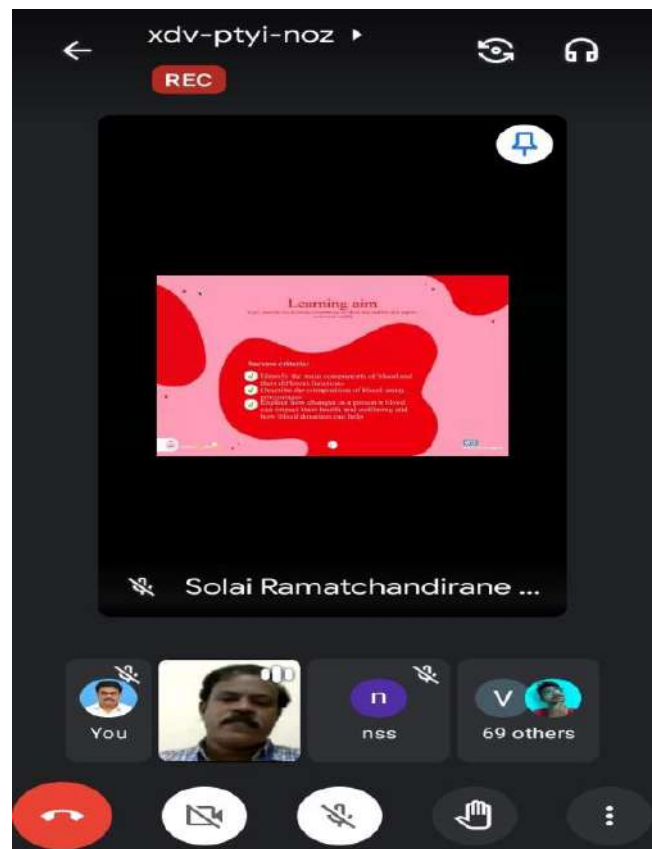 xdv-ptyi-noz
REC
Learning aim
Success criteria:
Identify the main components of blood and
their different functions
Describe the composition of blood using
percentages
Explore how changes in a person's blood
can impact their health and wellbeing and
how blood donation can help
Solai Ramatchandirane ...
n
V
You
nss
69 others